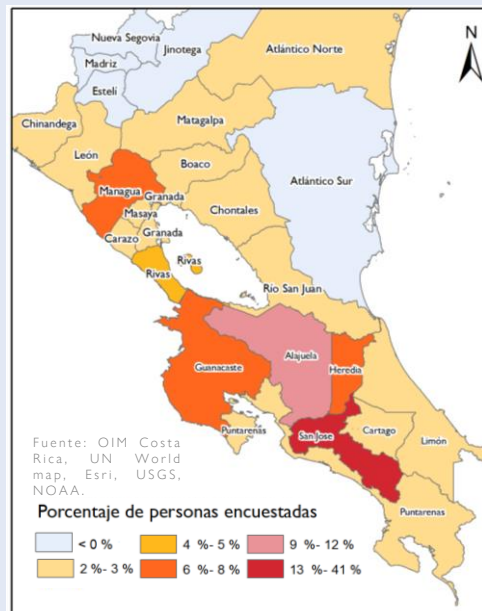 N
Nueva Segovia
Jinotega
Madriz
Estelí
Atlántico Norte
Chinandega
Matagalpa
León
Boaco
Managua
Granada
Atlántico Sur
Masaya
Chontales
Carazo
Granada
Rivas
Rivas
Rio San Juan
Guanacaste
Alajuela
Heredia
Puntarenas
San Jose
Cartago
Limón
Puntarenas
Fuente: OIM Costa
Rica, UN World
map, Esri, USGS,
NOAA.
Porcentaje de personas encuestadas
< 0 %
4 %- 5 %
9 %- 12 %
2 %- 3 %
6 %- 8 %
13 %- 41 %